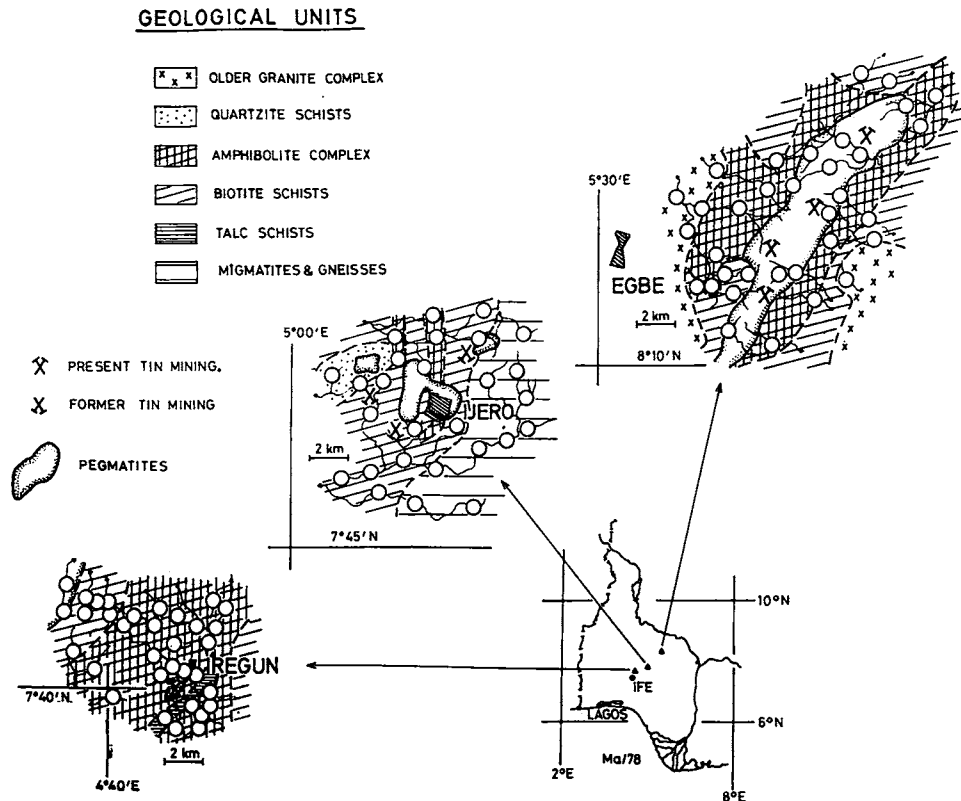 GEOLOGICAL UNITS
OLDER GRANITE COMPLEX
QUARTZITE SCHISTS
AMPHIBOLITE COMPLEX
BIOTITE SCHISTS
TALC SCHISTS
MIGMATITES & GNEISSES
PRESENT TIN MINING.
FORMER TIN MINING
PEGMATITES
5°30'E
EGBE
2 km
8°10'N
5°00'E
IJERO
2 km
7°45'N
IREGUN
7°40'N.
2 km
4°40'E
10°N
IFE
LAGOS
6°N
Ma/78
2°E
8°E